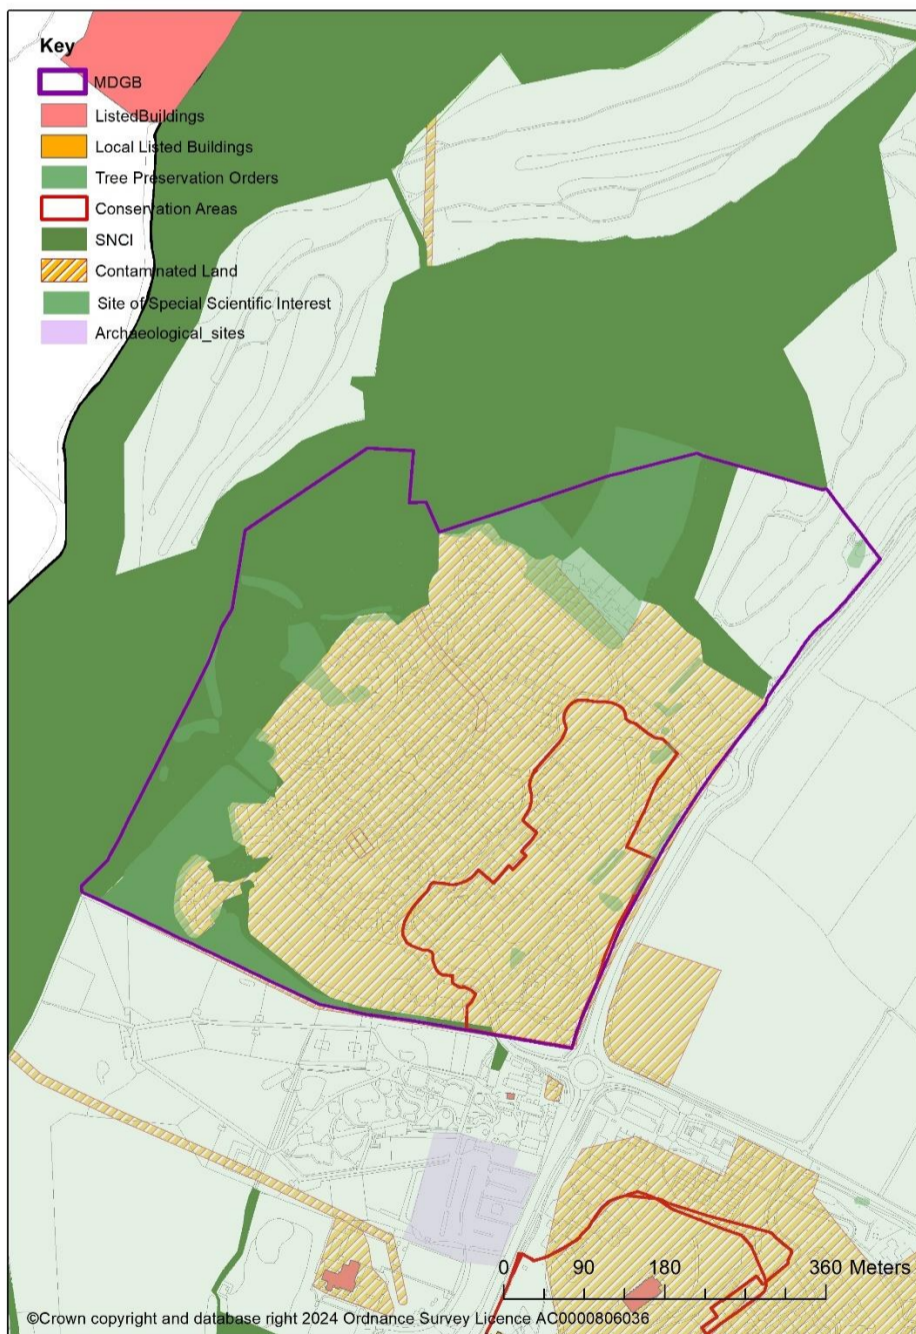 Key
MDGB
ListedBuildings
Local Listed Buildings
Tree Preservation Orders
Conservation Areas
SNCI
Contaminated Land
Site of Special Scientific Interest
Archaeological_sites
0 90 180 360 Meters
©Crown copyright and database right 2024 Ordnance Survey Licence AC0000806036